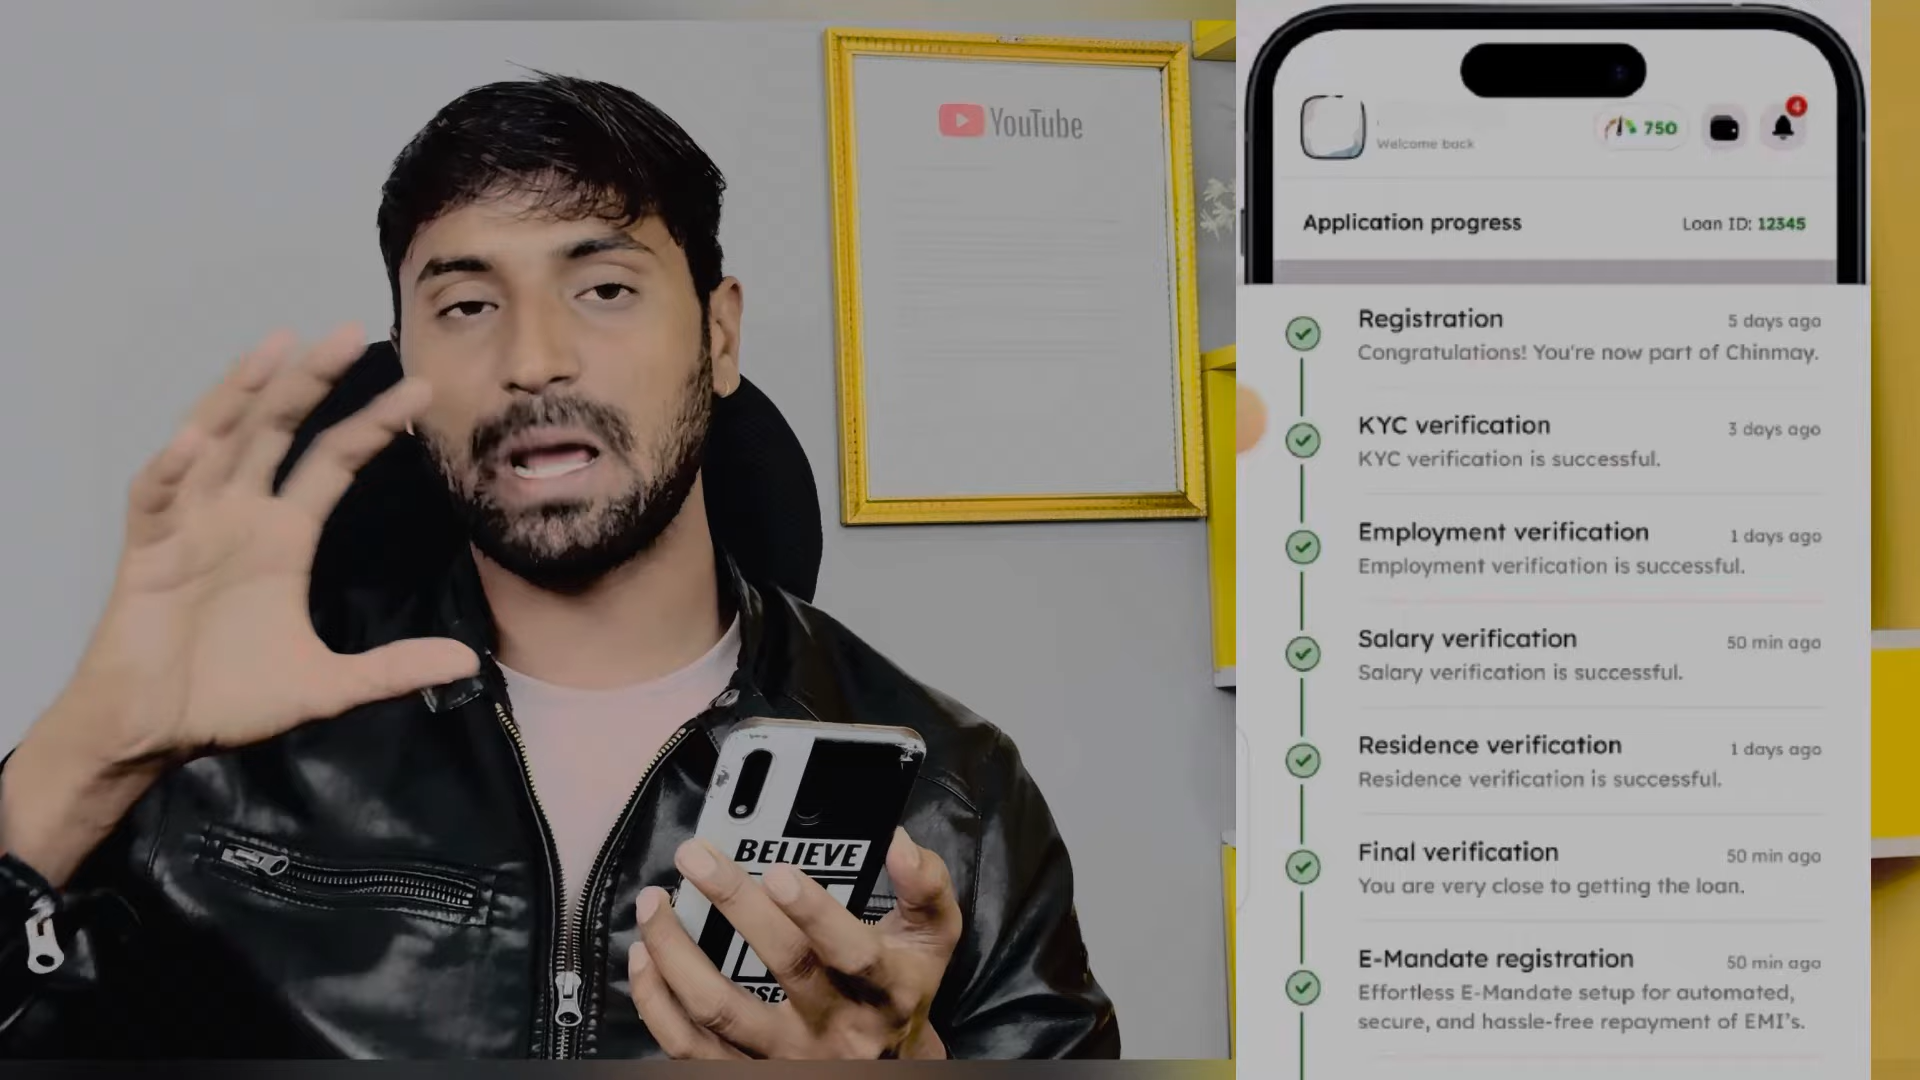 YouTube
BELIEVE
Welcome back
750
4
Application progress
Loan ID: 12345
Registration
5 days ago
Congratulations! You're now part of Chinmay.
KYC verification
3 days ago
KYC verification is successful.
Employment verification
1 days ago
Employment verification is successful.
Salary verification
50 min ago
Salary verification is successful.
Residence verification
1 days ago
Residence verification is successful.
Final verification
50 min ago
You are very close to getting the loan.
E-Mandate registration
50 min ago
Effortless E-Mandate setup for automated,
secure, and hassle-free repayment of EMI's.